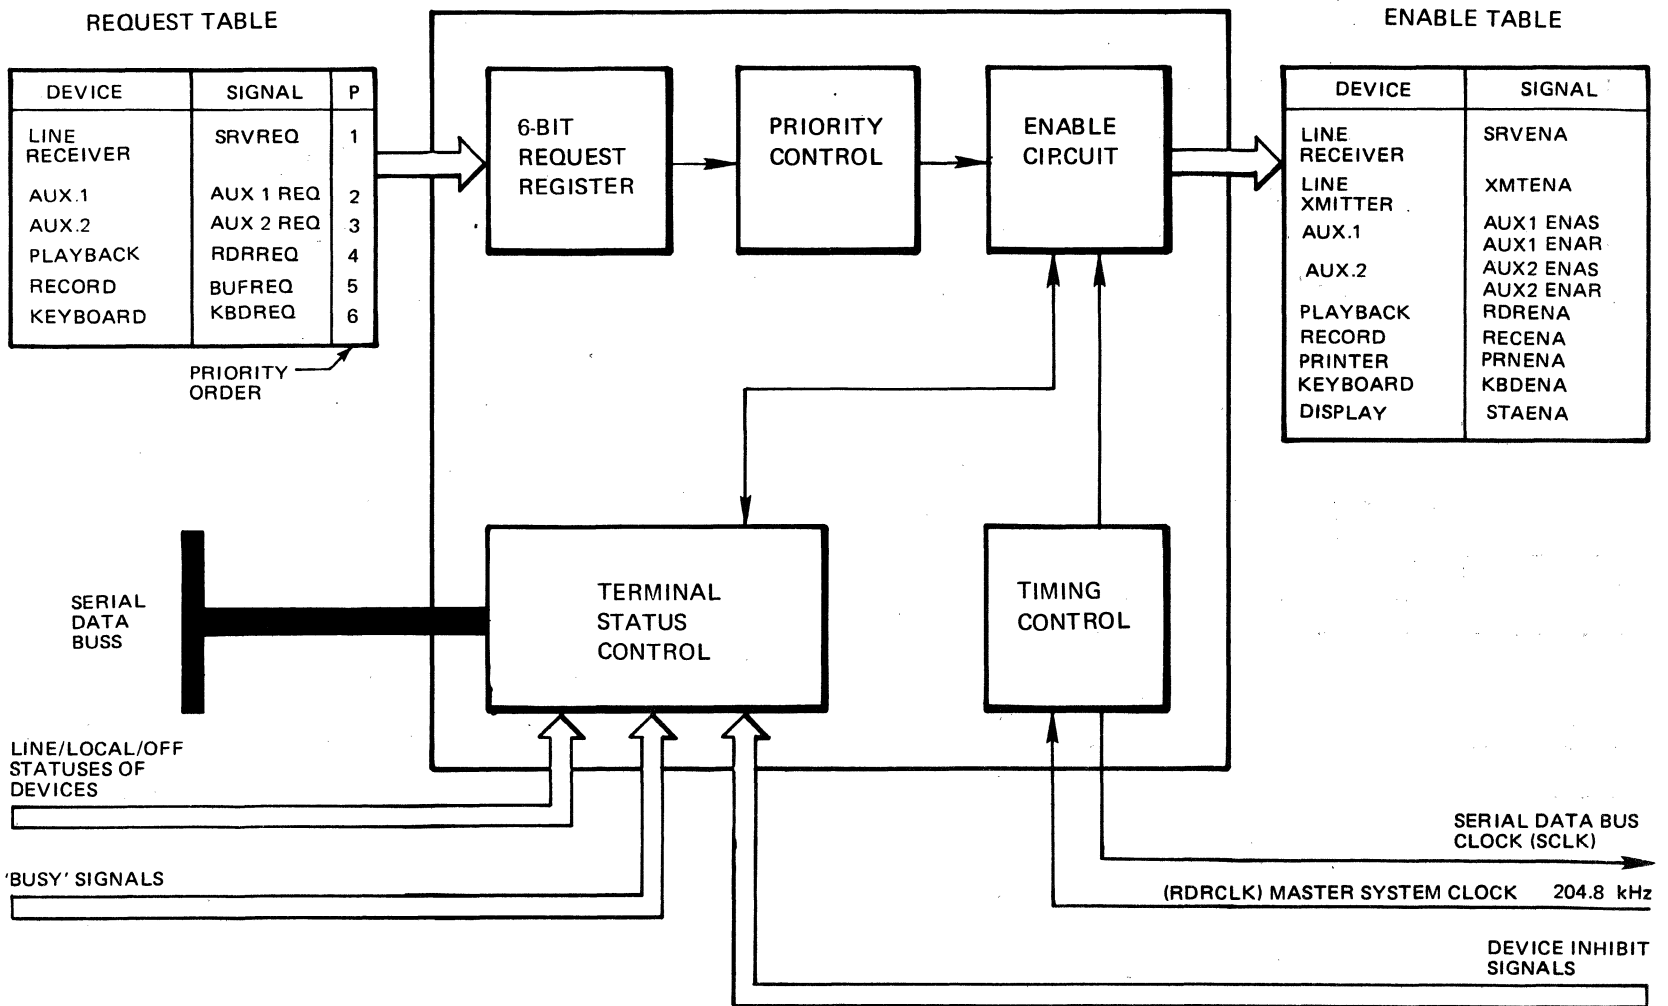 REQUEST TABLE
DEVICE SIGNAL P
LINE RECEIVER SRVREQ 1
AUX.1 AUX 1 REQ 2
AUX.2 AUX 2 REQ 3
PLAYBACK RDRREQ 4
RECORD BUFREQ 5
KEYBOARD KBDREQ 6
PRIORITY
ORDER
6-BIT
REQUEST
REGISTER
PRIORITY
CONTROL
ENABLE
CIRCUIT
ENABLE TABLE
DEVICE SIGNAL
LINE RECEIVER SRVENA
LINE XMITTER XMTENA
AUX.1 AUX1 ENAS
AUX1 ENAR
AUX.2 AUX2 ENAS
AUX2 ENAR
PLAYBACK RDRENA
RECORD RECENA
PRINTER PRNENA
KEYBOARD KBDENA
DISPLAY STAENA
SERIAL
DATA
BUSS
TERMINAL
STATUS
CONTROL
TIMING
CONTROL
LINE/LOCAL/OFF
STATUSES OF
DEVICES
'BUSY' SIGNALS
SERIAL DATA BUS
CLOCK (SCLK)
(RDRCLK) MASTER SYSTEM CLOCK 204.8 kHz
DEVICE INHIBIT
SIGNALS